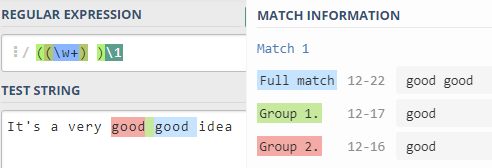 REGULAR EXPRESSION
/ ((\w+) )\1
TEST STRING
It's a very good good idea
MATCH INFORMATION
Match 1
Full match 12-22 good good
Group 1. 12-17 good
Group 2. 12-16 good